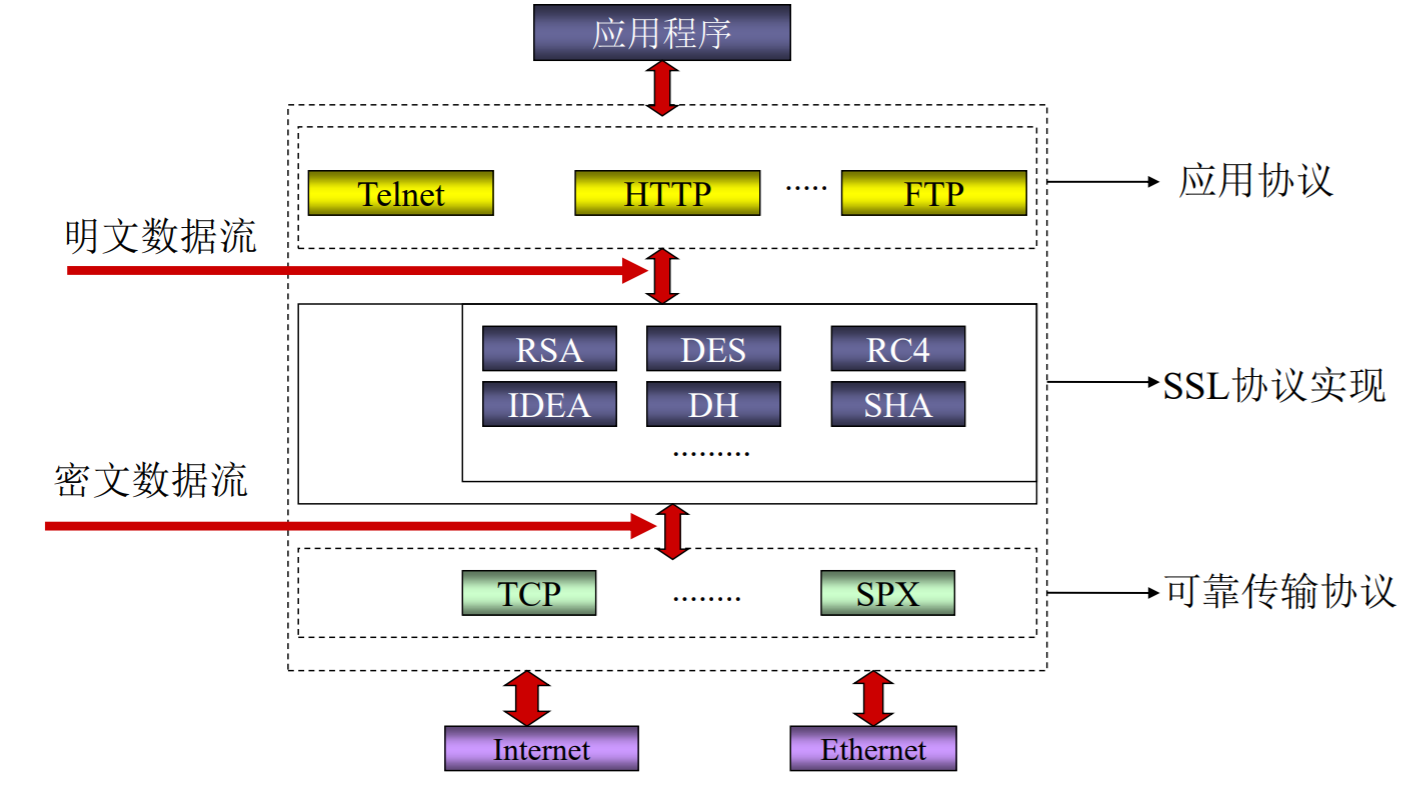 应用程序
Telnet HTTP ..... FTP
应用协议
明文数据流
RSA DES RC4
SSL协议实现
IDEA DH SHA
.........
密文数据流
TCP ........ SPX
可靠传输协议
Internet Ethernet